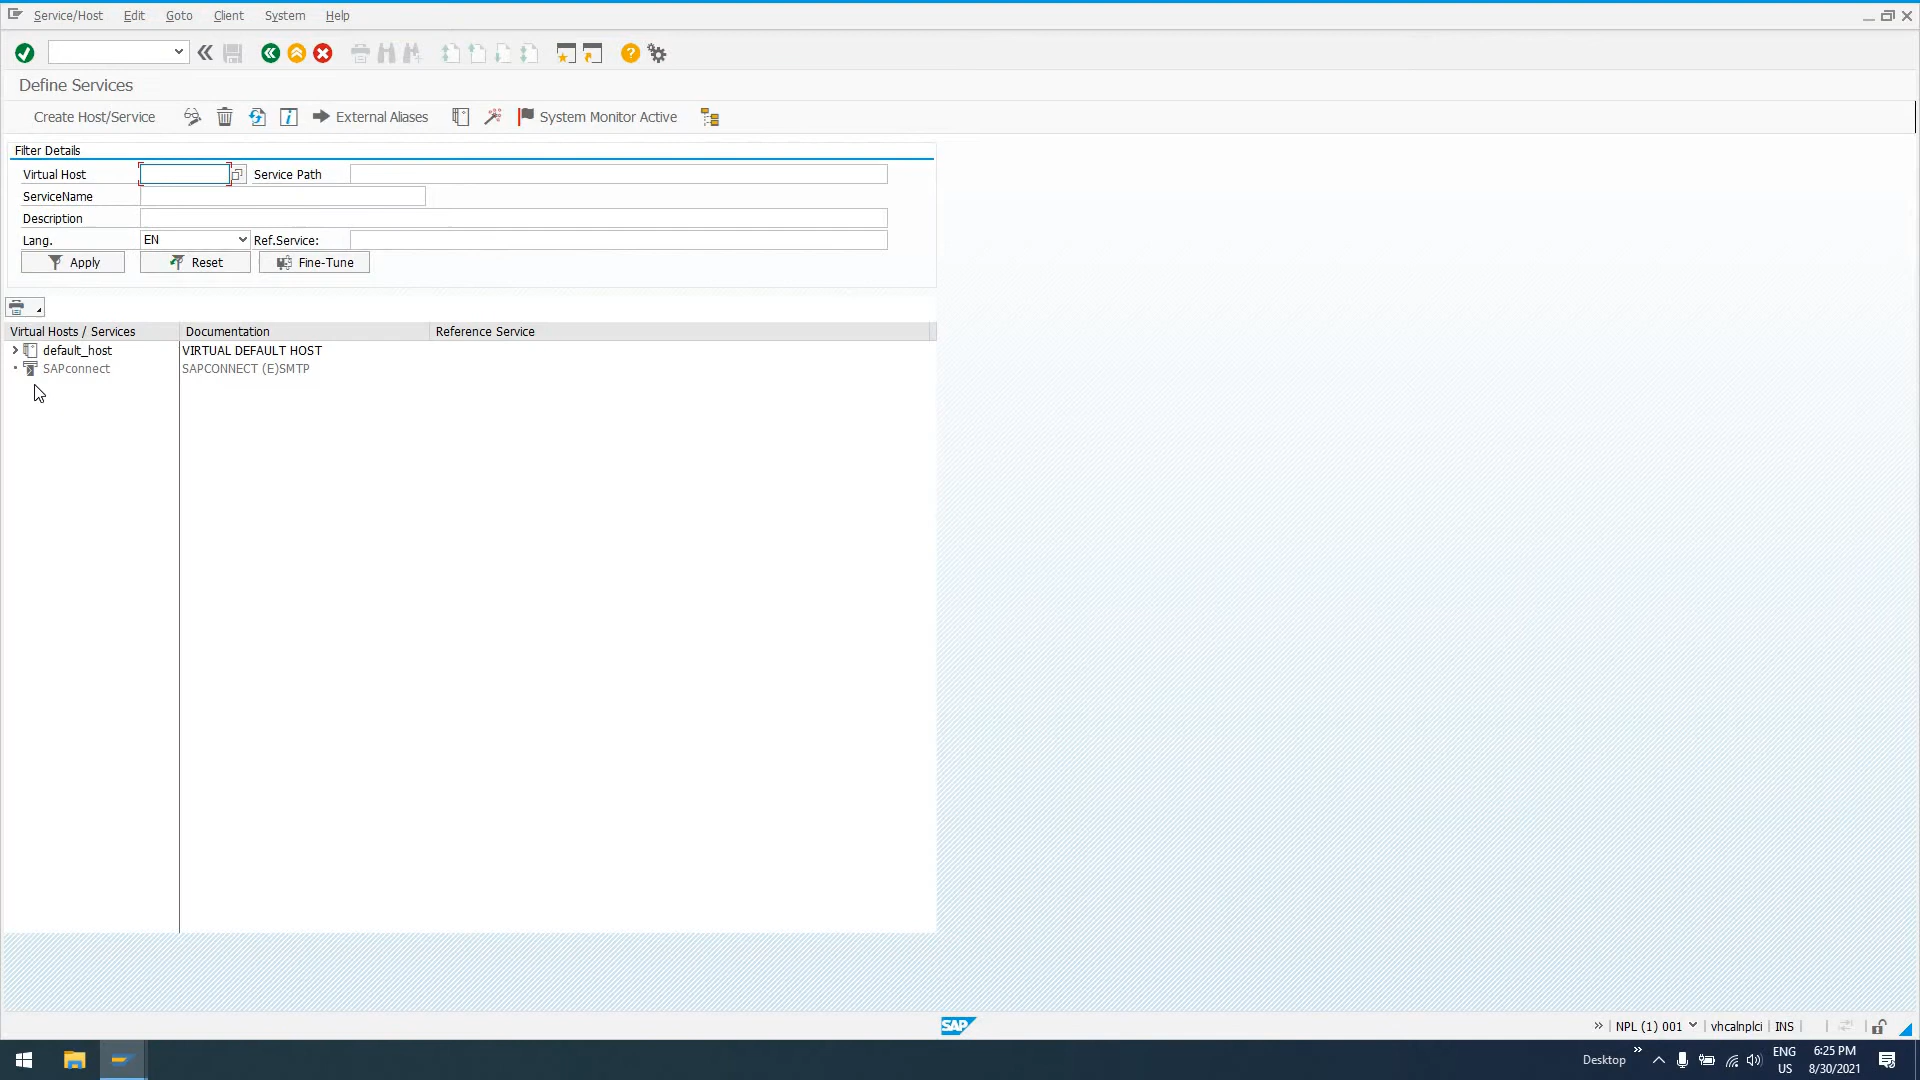 Service/Host Edit Goto Client System Help
Define Services
Create Host/Service External Aliases System Monitor Active
Filter Details
Virtual Host Service Path
ServiceName
Description
Lang. EN Ref.Service:
Apply Reset Fine-Tune
Virtual Hosts / Services Documentation Reference Service
default_host VIRTUAL DEFAULT HOST
SAPconnect SAPCONNECT (E)SMTP
SAP NPL (1) 001 vhcalnplci INS
Desktop ENG 6:25 PM
US 8/30/2021